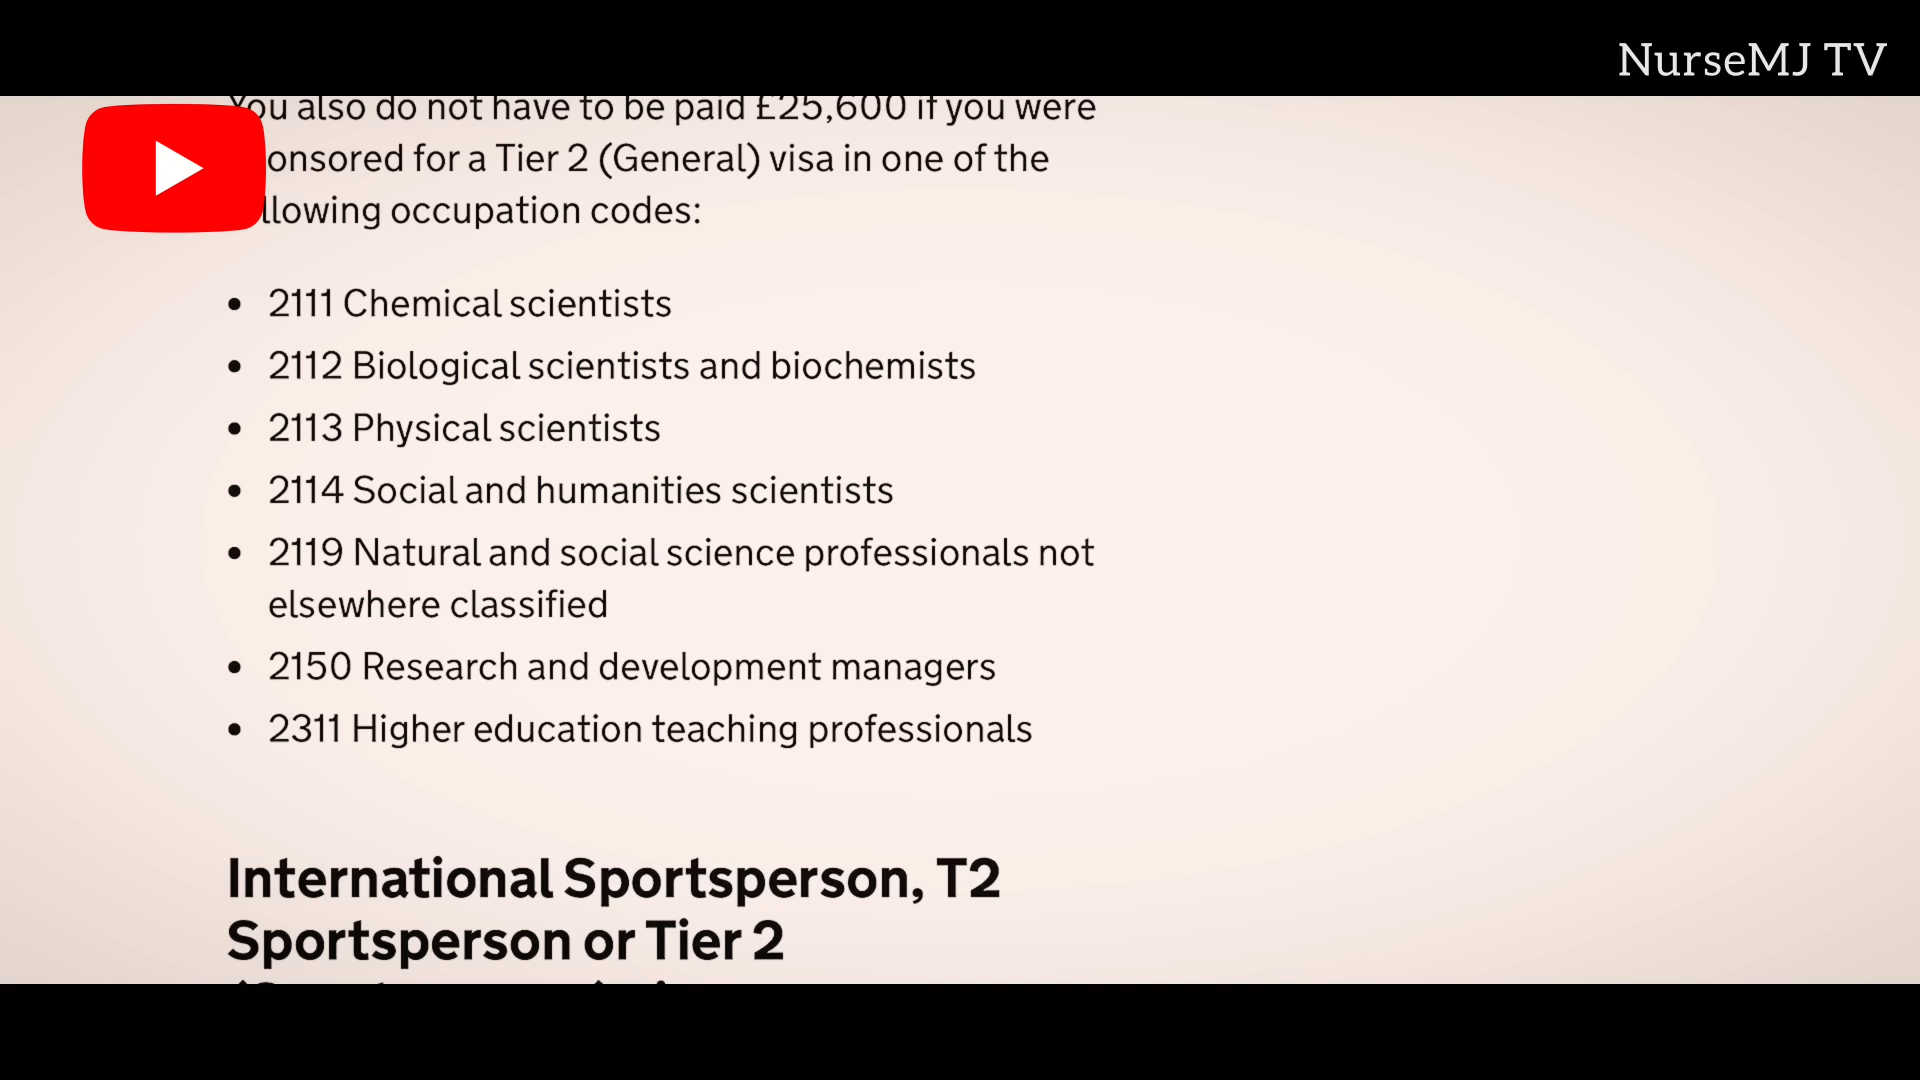 NurseMJ TV
You also do not have to be paid £25,600 if you were
onsored for a Tier 2 (General) visa in one of the
llowing occupation codes:
• 2111 Chemical scientists
• 2112 Biological scientists and biochemists
• 2113 Physical scientists
• 2114 Social and humanities scientists
• 2119 Natural and social science professionals not
elsewhere classified
• 2150 Research and development managers
• 2311 Higher education teaching professionals
International Sportsperson, T2
Sportsperson or Tier 2